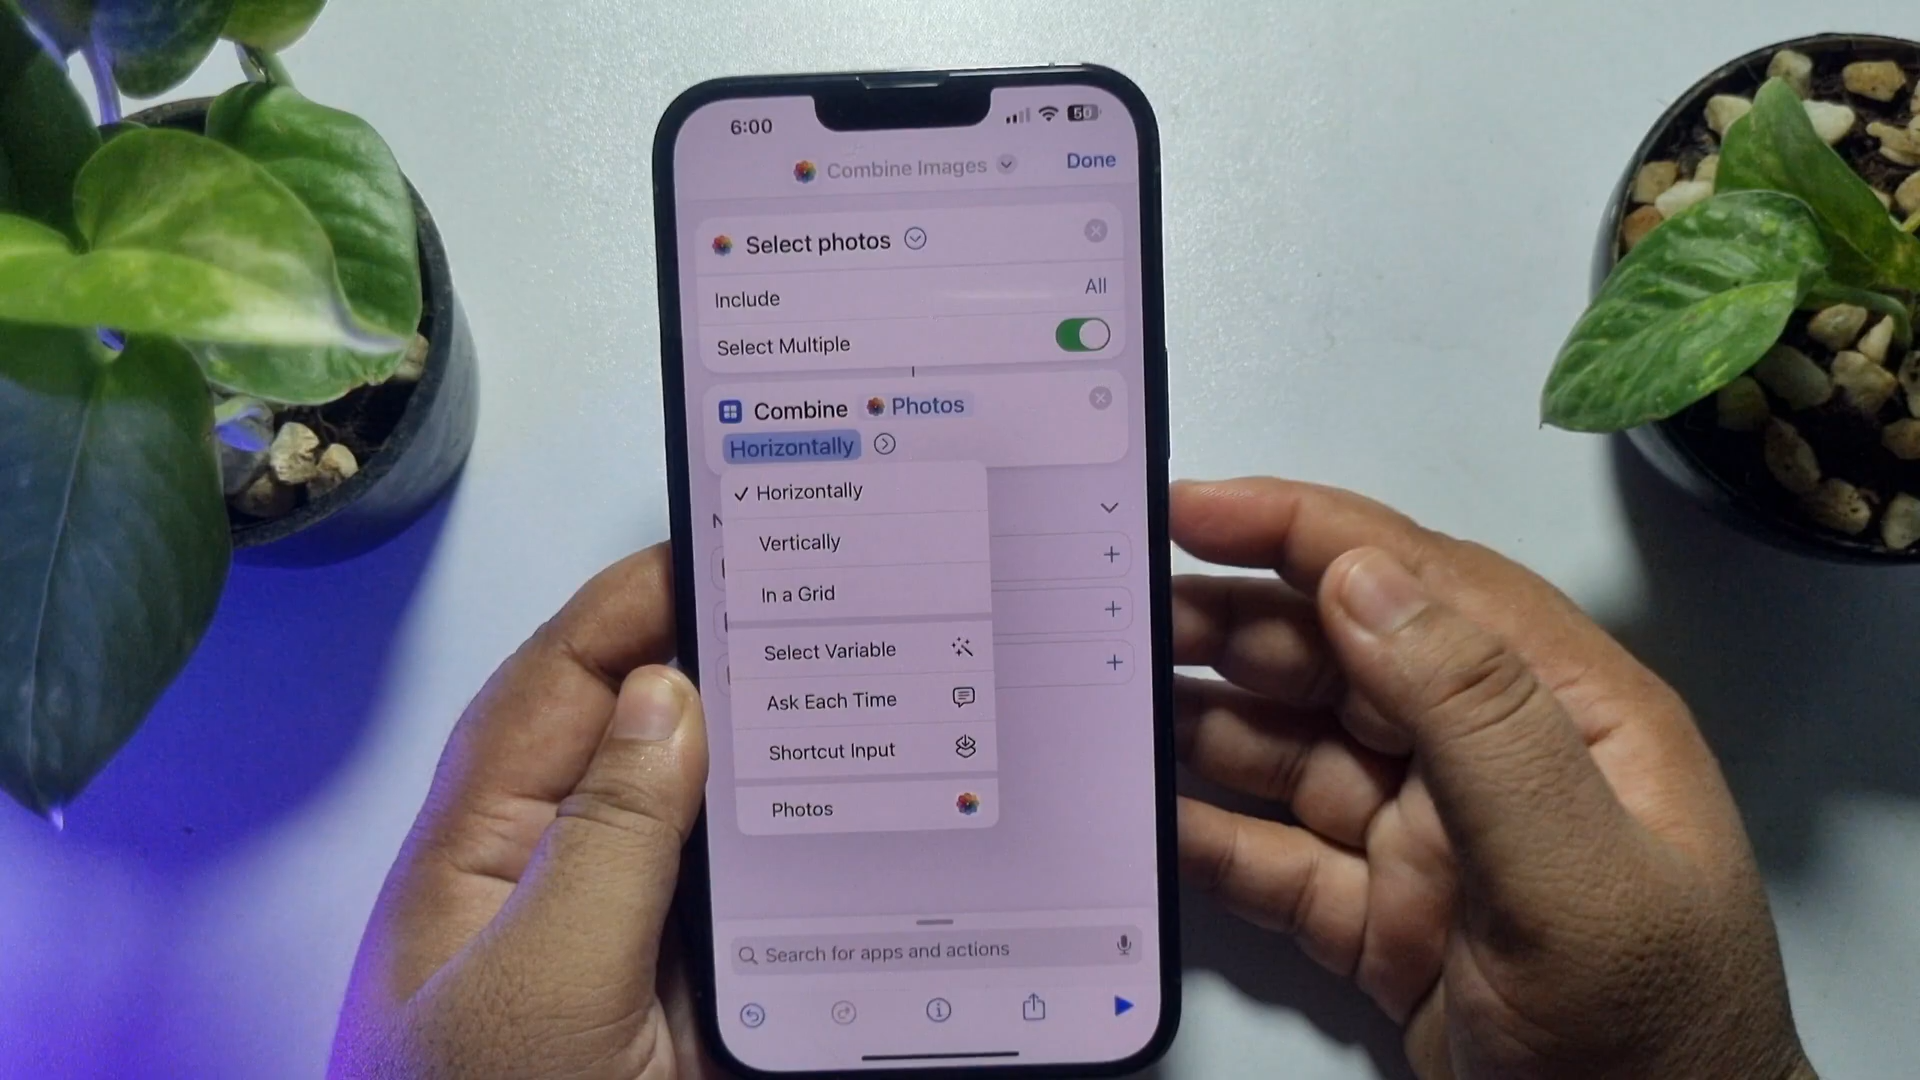 6:00
50
Combine Images
Done
Select photos
Include
All
Select Multiple
Combine Photos
Horizontally
Horizontally
Vertically
In a Grid
Select Variable
Ask Each Time
Shortcut Input
Photos
Search for apps and actions